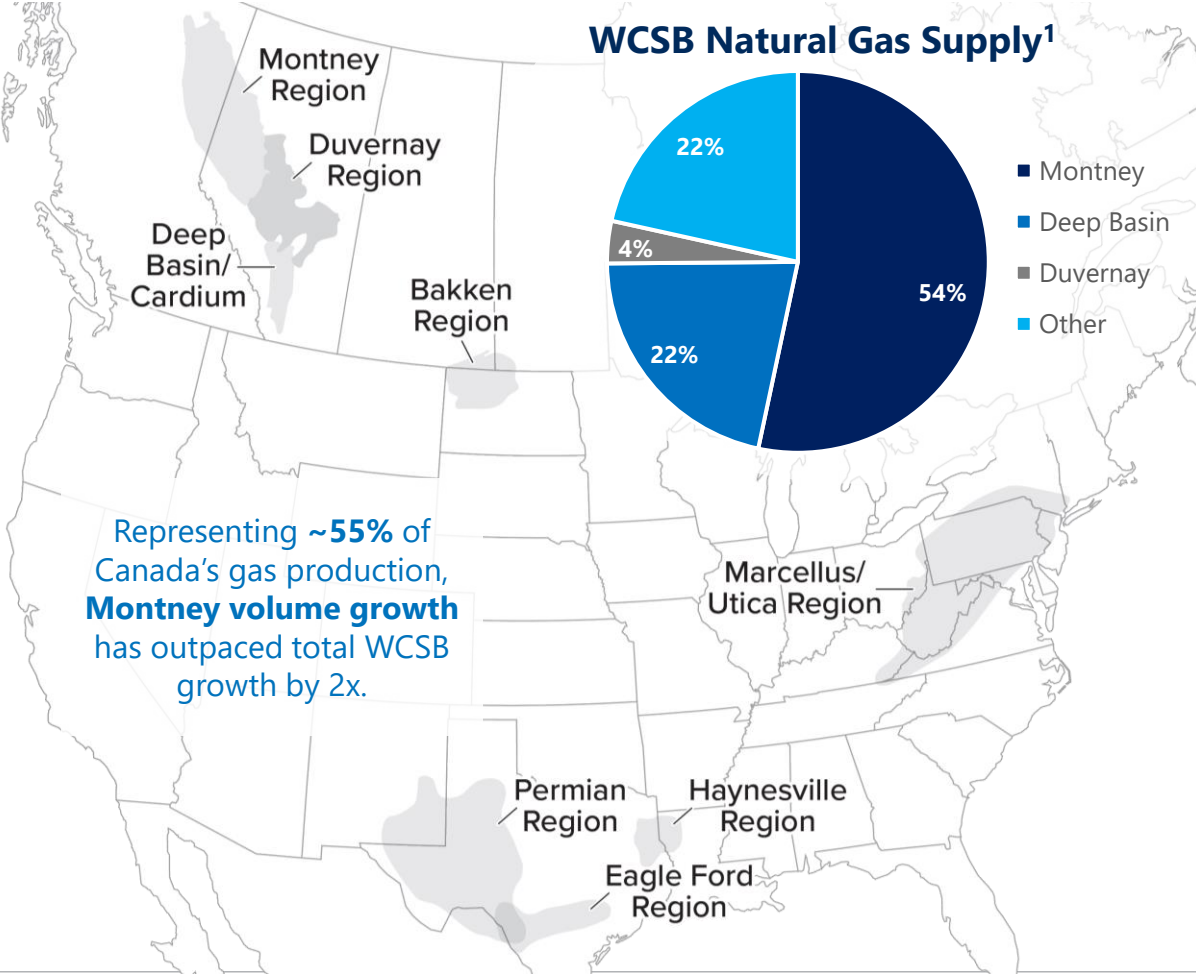 WCSB Natural Gas Supply¹
Montney
Region
Duvernay
Region
Deep
Basin/
Cardium
Bakken
Region
22%
4%
22%
54%
Montney
Deep Basin
Duvernay
Other
Representing ~55% of
Canada’s gas production,
Montney volume growth
has outpaced total WCSB
growth by 2x.
Marcellus/
Utica Region
Permian
Region
Haynesville
Region
Eagle Ford
Region